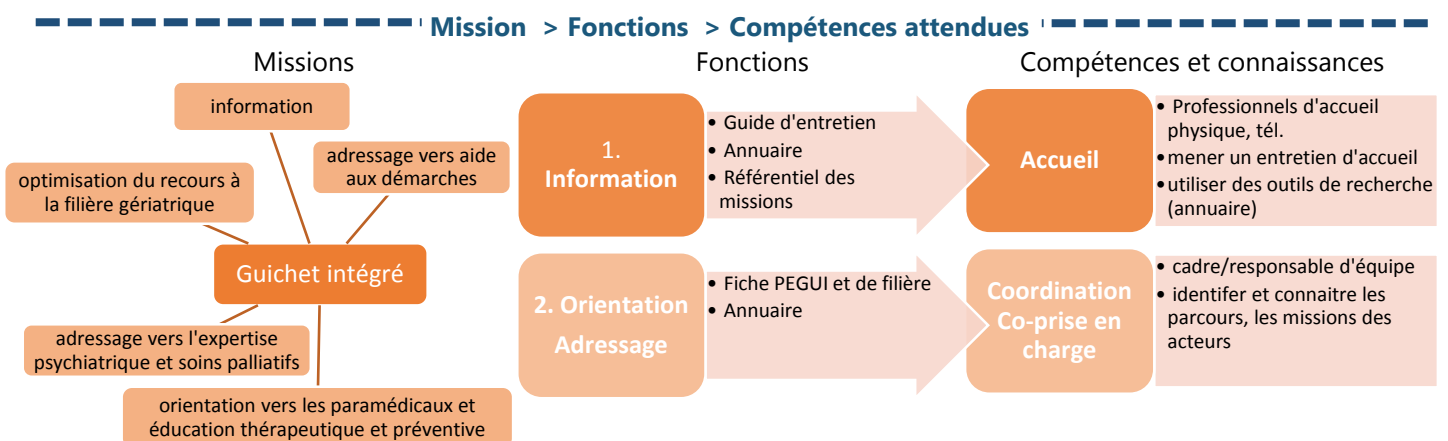 Mission > Fonctions > Compétences attendues
Missions
information
adressage vers aide
aux démarches
optimisation du recours à
la filière gériatrique
Guichet intégré
adressage vers l'expertise
psychiatrique et soins palliatifs
orientation vers les paramédicaux et
éducation thérapeutique et préventive
Fonctions
1.
Information
• Guide d'entretien
• Annuaire
• Référentiel des
missions
2. Orientation
Adressage
• Fiche PEGUI et de filière
• Annuaire
Compétences et connaissances
Accueil
• Professionnels d'accueil
physique, tél.
•mener un entretien d'accueil
•utiliser des outils de recherche
(annuaire)
Coordination
Co-prise en
charge
• cadre/responsable d'équipe
• identifer et connaitre les
parcours, les missions des
acteurs